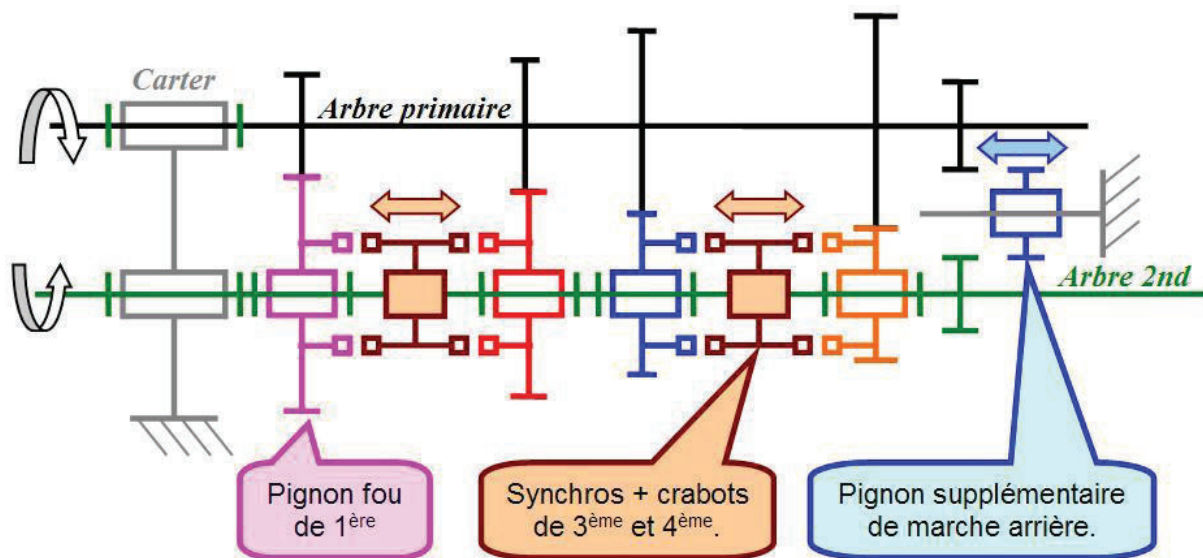 Carter
Arbre primaire
Arbre 2nd
Pignon fou
de 1ère
Synchros + crabots
de 3ème et 4ème.
Pignon supplémentaire
de marche arrière.